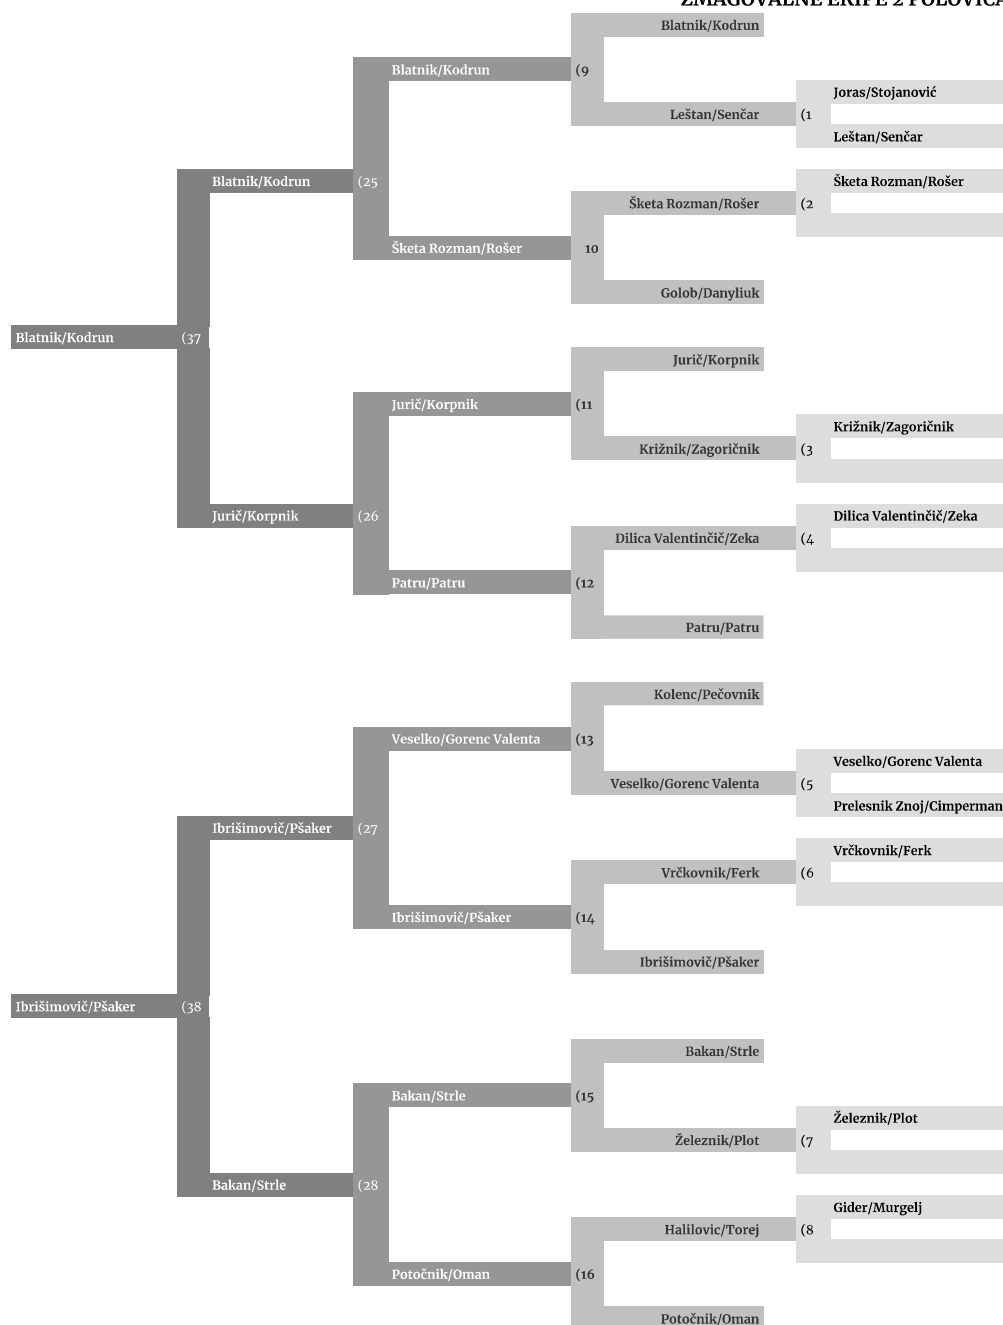 ZMAGOVALNE ERIPE 2 POLOVICA
Blatnik/Kodrun
Blatnik/Kodrun
(9
Joras/Stojanović
Leštan/Senčar
(1
Leštan/Senčar
Blatnik/Kodrun
(25
Šketa Rozman/Rošer
Šketa Rozman/Rošer
(2
Šketa Rozman/Rošer
10
Golob/Danyliuk
Blatnik/Kodrun
(37
Jurič/Korpnik
Jurič/Korpnik
(11
Križnik/Zagoričnik
Križnik/Zagoričnik
(3
Jurič/Korpnik
(26
Dilica Valentinčič/Zeka
Dilica Valentinčič/Zeka
(4
Patru/Patru
(12
Patru/Patru
Kolenc/Pečovnik
Veselko/Gorenc Valenta
(13
Veselko/Gorenc Valenta
Veselko/Gorenc Valenta
(5
Prelesnik Znoj/Cimperman
Ibrišimovič/Pšaker
(27
Vrčkovnik/Ferk
Vrčkovnik/Ferk
(6
Ibrišimovič/Pšaker
(14
Ibrišimovič/Pšaker
Ibrišimovič/Pšaker
(38
Bakan/Strle
Bakan/Strle
(15
Železnik/Plot
Železnik/Plot
(7
Bakan/Strle
(28
Gider/Murgelj
Halilovic/Torej
(8
Potočnik/Oman
(16
Potočnik/Oman